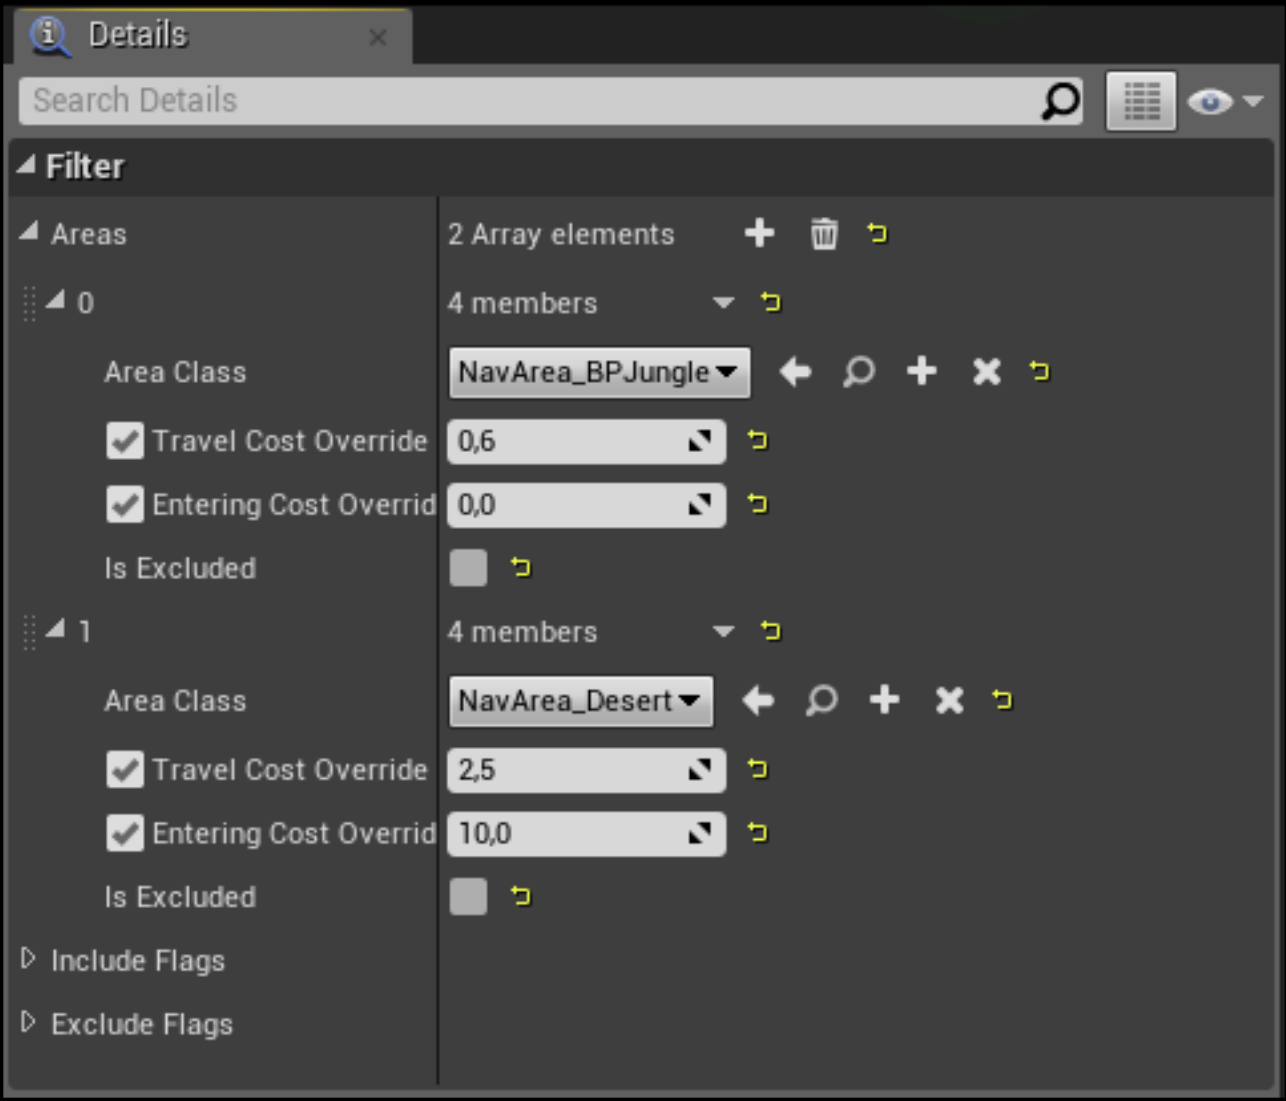 Details
Search Details
Filter
Areas 2 Array elements
0 4 members
Area Class NavArea_BPJungle
Travel Cost Override 0,6
Entering Cost Overrid 0,0
Is Excluded
1 4 members
Area Class NavArea_Desert
Travel Cost Override 2,5
Entering Cost Overrid 10,0
Is Excluded
Include Flags
Exclude Flags